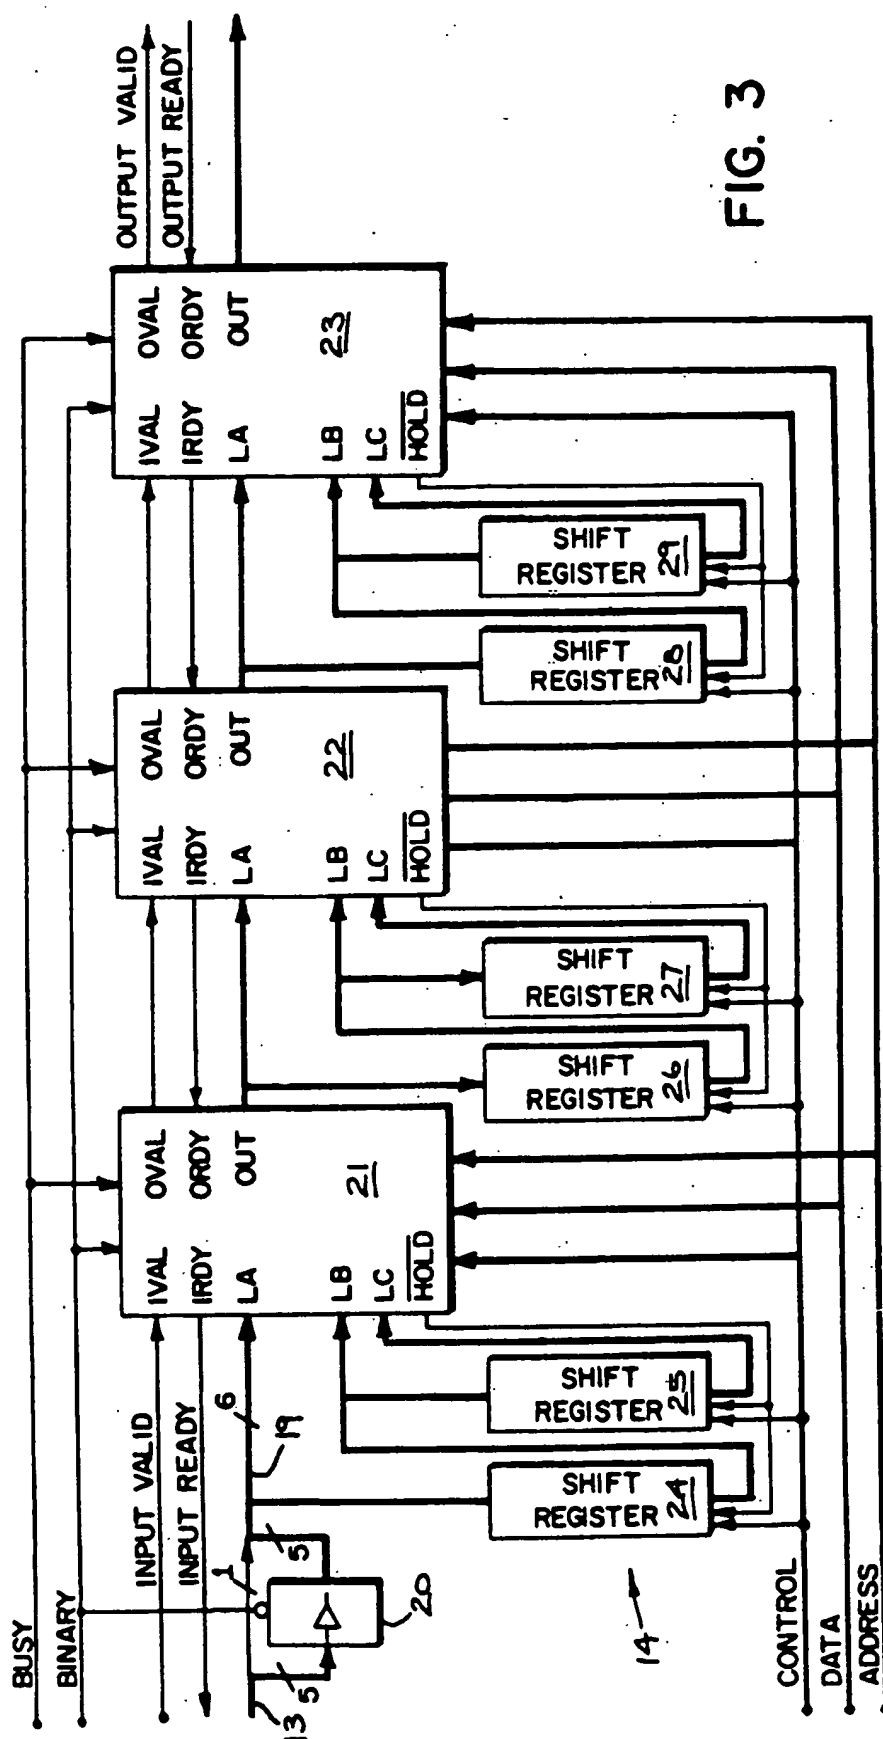 BUSY
BINARY
INPUT VALID
INPUT READY
13
5
1
5
20
6
19
14
SHIFT
REGISTER 24
SHIFT
REGISTER 25
IVAL OVAL
IRDY ORDY
LA OUT
21
LB
LC
HOLD
SHIFT
REGISTER 26
SHIFT
REGISTER 27
IVAL OVAL
IRDY ORDY
LA OUT
22
LB
LC
HOLD
SHIFT
REGISTER 28
SHIFT
REGISTER 29
IVAL OVAL
IRDY ORDY
LA OUT
23
LB
LC
HOLD
OUTPUT VALID
OUTPUT READY
CONTROL
DATA
ADDRESS
FIG. 3